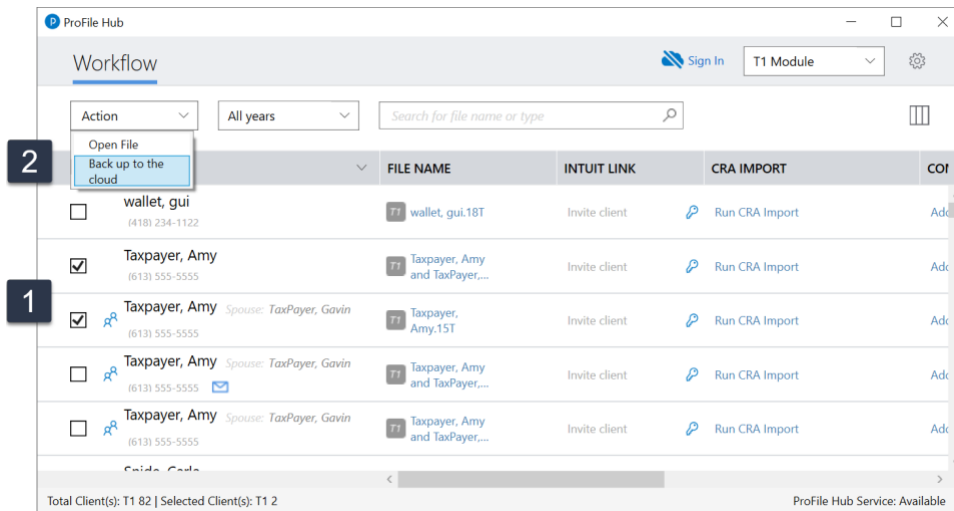 P ProFile Hub
Workflow
Sign In
T1 Module
Action
All years
Search for file name or type
Open File
Back up to the
cloud
2
FILE NAME
INTUIT LINK
CRA IMPORT
wallet, gui
(418) 234-1122
T1 wallet, gui.18T
Invite client
Run CRA Import
Taxpayer, Amy
(613) 555-5555
T1 Taxpayer, Amy
and TaxPayer,...
Invite client
Run CRA Import
1
Taxpayer, Amy Spouse: TaxPayer, Gavin
(613) 555-5555
T1 Taxpayer,
Amy.15T
Invite client
Run CRA Import
Taxpayer, Amy Spouse: TaxPayer, Gavin
(613) 555-5555
T1 Taxpayer, Amy
and TaxPayer,...
Invite client
Run CRA Import
Taxpayer, Amy Spouse: TaxPayer, Gavin
(613) 555-5555
T1 Taxpayer, Amy
and TaxPayer,...
Invite client
Run CRA Import
Total Client(s): T1 82 | Selected Client(s): T1 2
ProFile Hub Service: Available